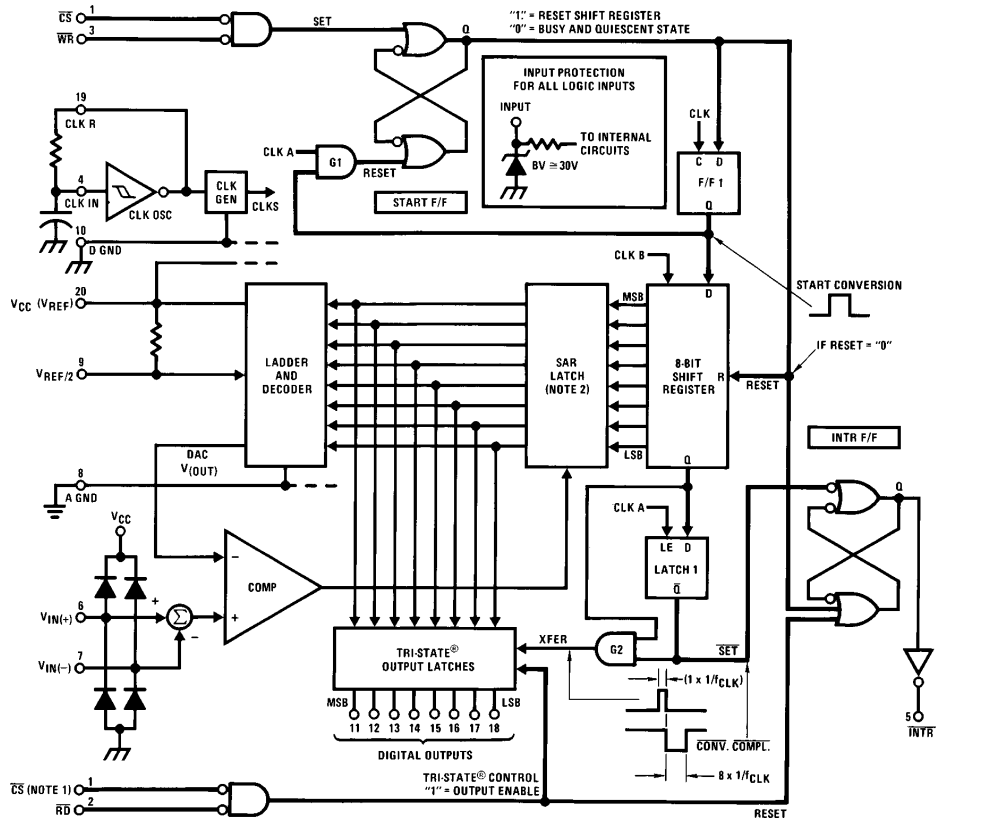 CS 1
WR 3
SET
Q
"1" = RESET SHIFT REGISTER
"0" = BUSY AND QUIESCENT STATE
INPUT PROTECTION
FOR ALL LOGIC INPUTS
INPUT
TO INTERNAL
CIRCUITS
BV ≅ 30V
CLK
C D
F/F 1
Q
19
CLK R
4
CLK IN
CLK OSC
CLK
GEN
CLKS
10
D GND
CLK A
G1
RESET
START F/F
CLK B
START CONVERSION
IF RESET = "0"
20
VCC (VREF)
9
VREF/2
LADDER
AND
DECODER
SAR
LATCH
(NOTE 2)
MSB
LSB
D
8-BIT
SHIFT
REGISTER
R
RESET
Q
INTR F/F
DAC
V(OUT)
8
A GND
VCC
6
VIN(+)
7
VIN(–)
+
Σ
–
–
+
COMP
CLK A
LE D
LATCH 1
Q
Q
XFER
G2
SET
TRI-STATE®
OUTPUT LATCHES
MSB
LSB
11 12 13 14 15 16 17 18
DIGITAL OUTPUTS
(1 x 1/fCLK)
CONV. COMPL.
8 x 1/fCLK
5
INTR
CS (NOTE 1) 1
RD 2
TRI-STATE® CONTROL
"1" = OUTPUT ENABLE
RESET